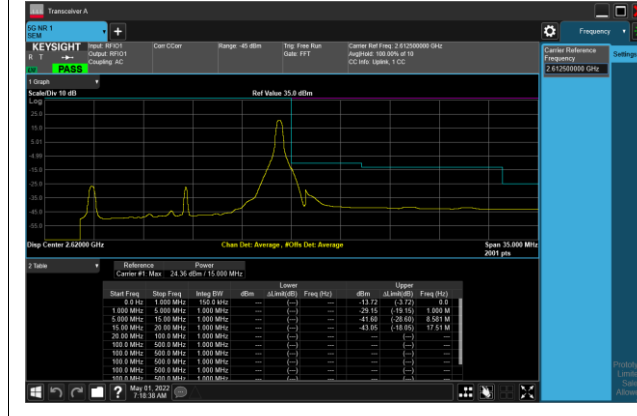 Transceiver A
5G NR 1
SEM
+
Frequency
KEYSIGHT
R T
PASS
Input: RFIO1
Output: RFIO1
Coupling: AC
Corr CCorr
Range: -45 dBm
Trig: Free Run
Gate: FFT
Carrier Ref Freq: 2.612500000 GHz
Avg|Hold: 100.00% of 10
CC Info: Uplink, 1 CC
Carrier Reference
Frequency
2.612500000 GHz
Settings
1 Graph
Scale/Div 10 dB
Ref Value 35.0 dBm
Log
25.0
15.0
5.01
-4.99
-15.0
-25.0
-35.0
-45.0
-55.0
Disp Center 2.62000 GHz
Chan Det: Average , #Offs Det: Average
Span 35.000 MHz
2001 pts
2 Table
Reference Power
Carrier #1 Max 24.36 dBm / 15.000 MHz
Lower Upper
Start Freq Stop Freq Integ BW dBm ΔLimit(dB) Freq (Hz) dBm ΔLimit(dB) Freq (Hz)
0.0 Hz 1.000 MHz 150.0 kHz --- (---) --- -13.72 (-3.72) 0.0
1.000 MHz 5.000 MHz 1.000 MHz --- (---) --- -29.15 (-19.15) 1.000 M
5.000 MHz 15.00 MHz 1.000 MHz --- (---) --- -41.60 (-28.60) 8.581 M
15.00 MHz 20.00 MHz 1.000 MHz --- (---) --- -43.05 (-18.05) 17.51 M
20.00 MHz 100.0 MHz 1.000 MHz --- (---) --- --- (---) ---
100.0 MHz 500.0 MHz 1.000 MHz --- (---) --- --- (---) ---
100.0 MHz 500.0 MHz 1.000 MHz --- (---) --- --- (---) ---
100.0 MHz 500.0 MHz 1.000 MHz --- (---) --- --- (---) ---
100.0 MHz 500.0 MHz 1.000 MHz --- (---) --- --- (---) ---
?
May 01, 2022
7:18:38 AM